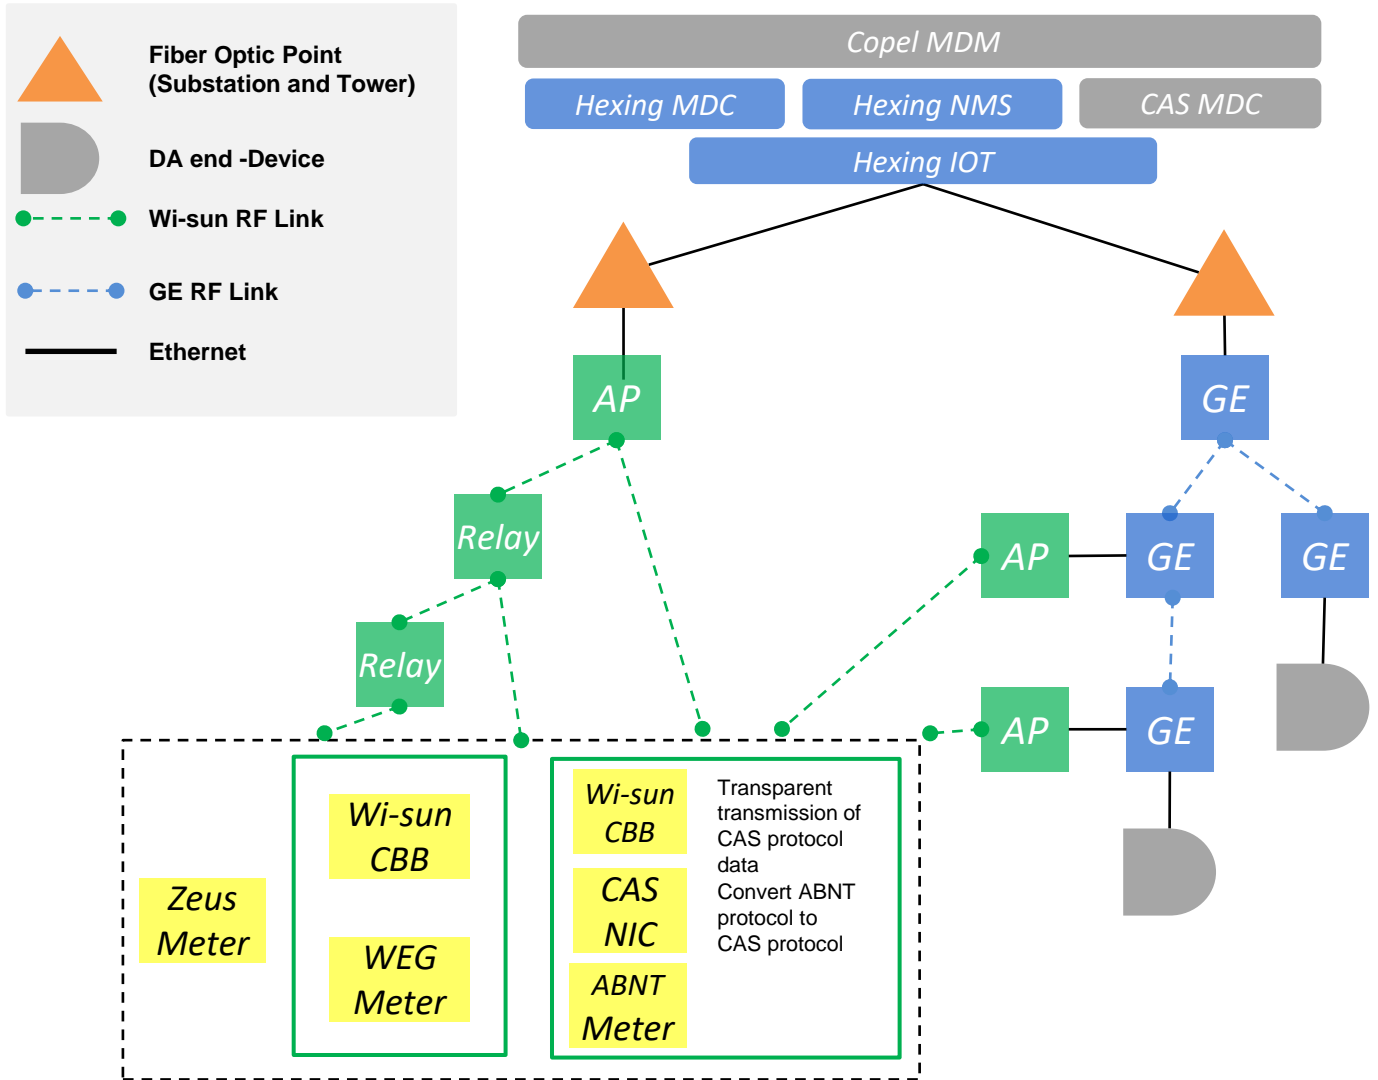 Fiber Optic Point
(Substation and Tower)
DA end -Device
Wi-sun RF Link
GE RF Link
Ethernet
Copel MDM
Hexing MDC
Hexing NMS
CAS MDC
Hexing IOT
AP
GE
Relay
AP
GE
GE
Relay
AP
GE
Zeus
Meter
Wi-sun
CBB
WEG
Meter
Wi-sun
CBB
CAS
NIC
ABNT
Meter
Transparent
transmission of
CAS protocol
data
Convert ABNT
protocol to
CAS protocol